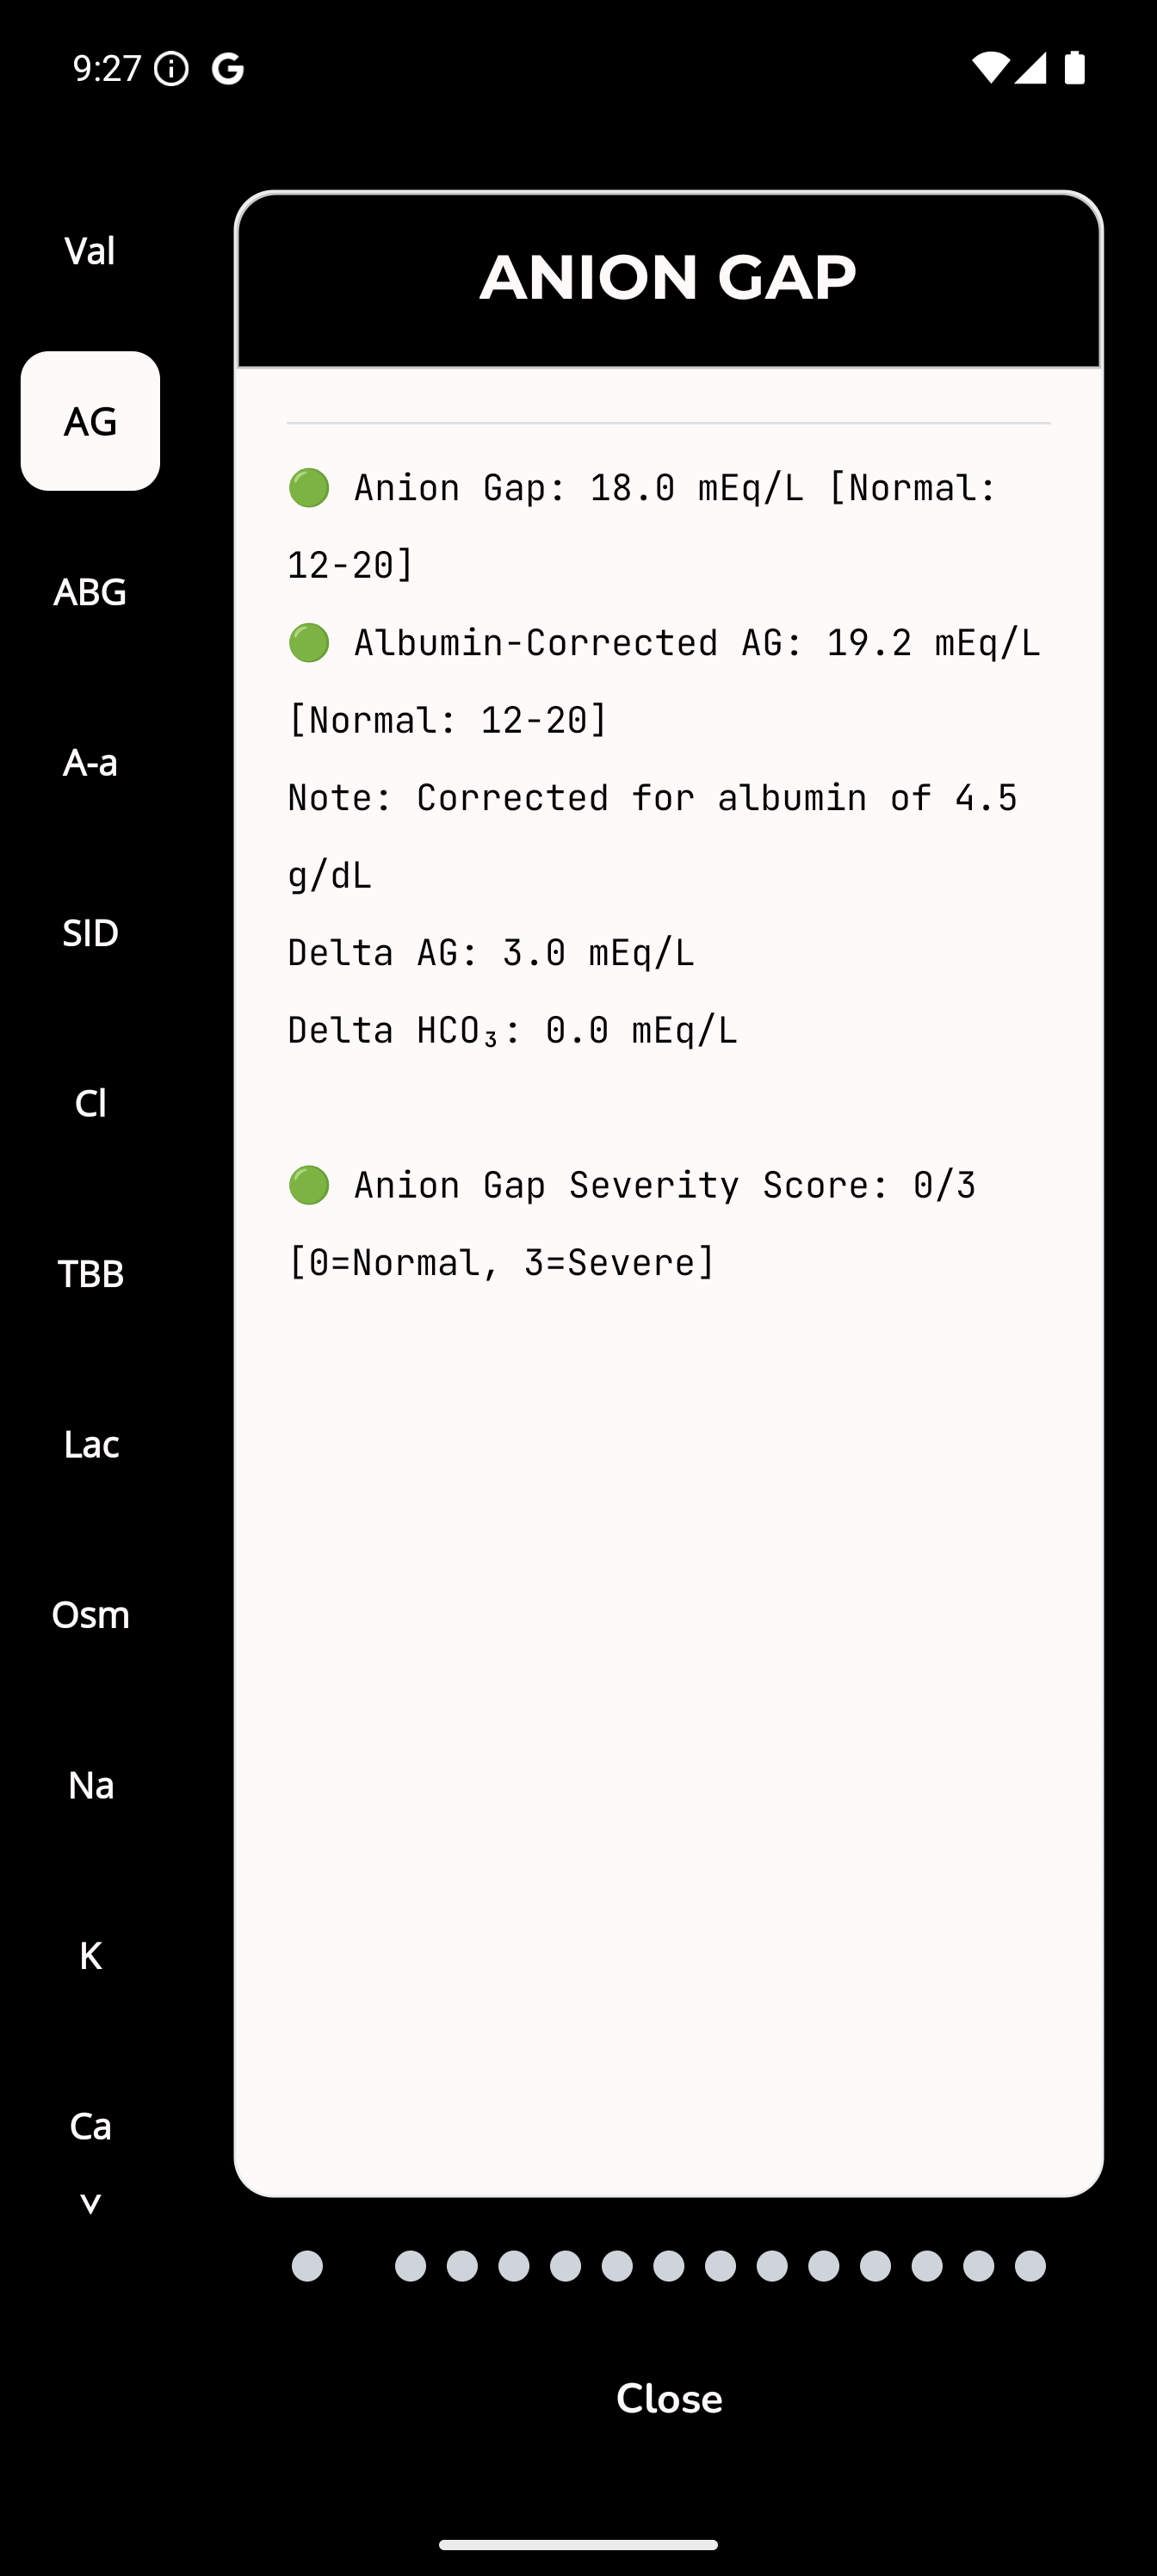 9:27
Val
AG
ABG
A-a
SID
Cl
TBB
Lac
Osm
Na
K
Ca
ANION GAP
🟢 Anion Gap: 18.0 mEq/L [Normal:
12-20]
🟢 Albumin-Corrected AG: 19.2 mEq/L
[Normal: 12-20]
Note: Corrected for albumin of 4.5
g/dL
Delta AG: 3.0 mEq/L
Delta HCO₃: 0.0 mEq/L
🟢 Anion Gap Severity Score: 0/3
[0=Normal, 3=Severe]
Close